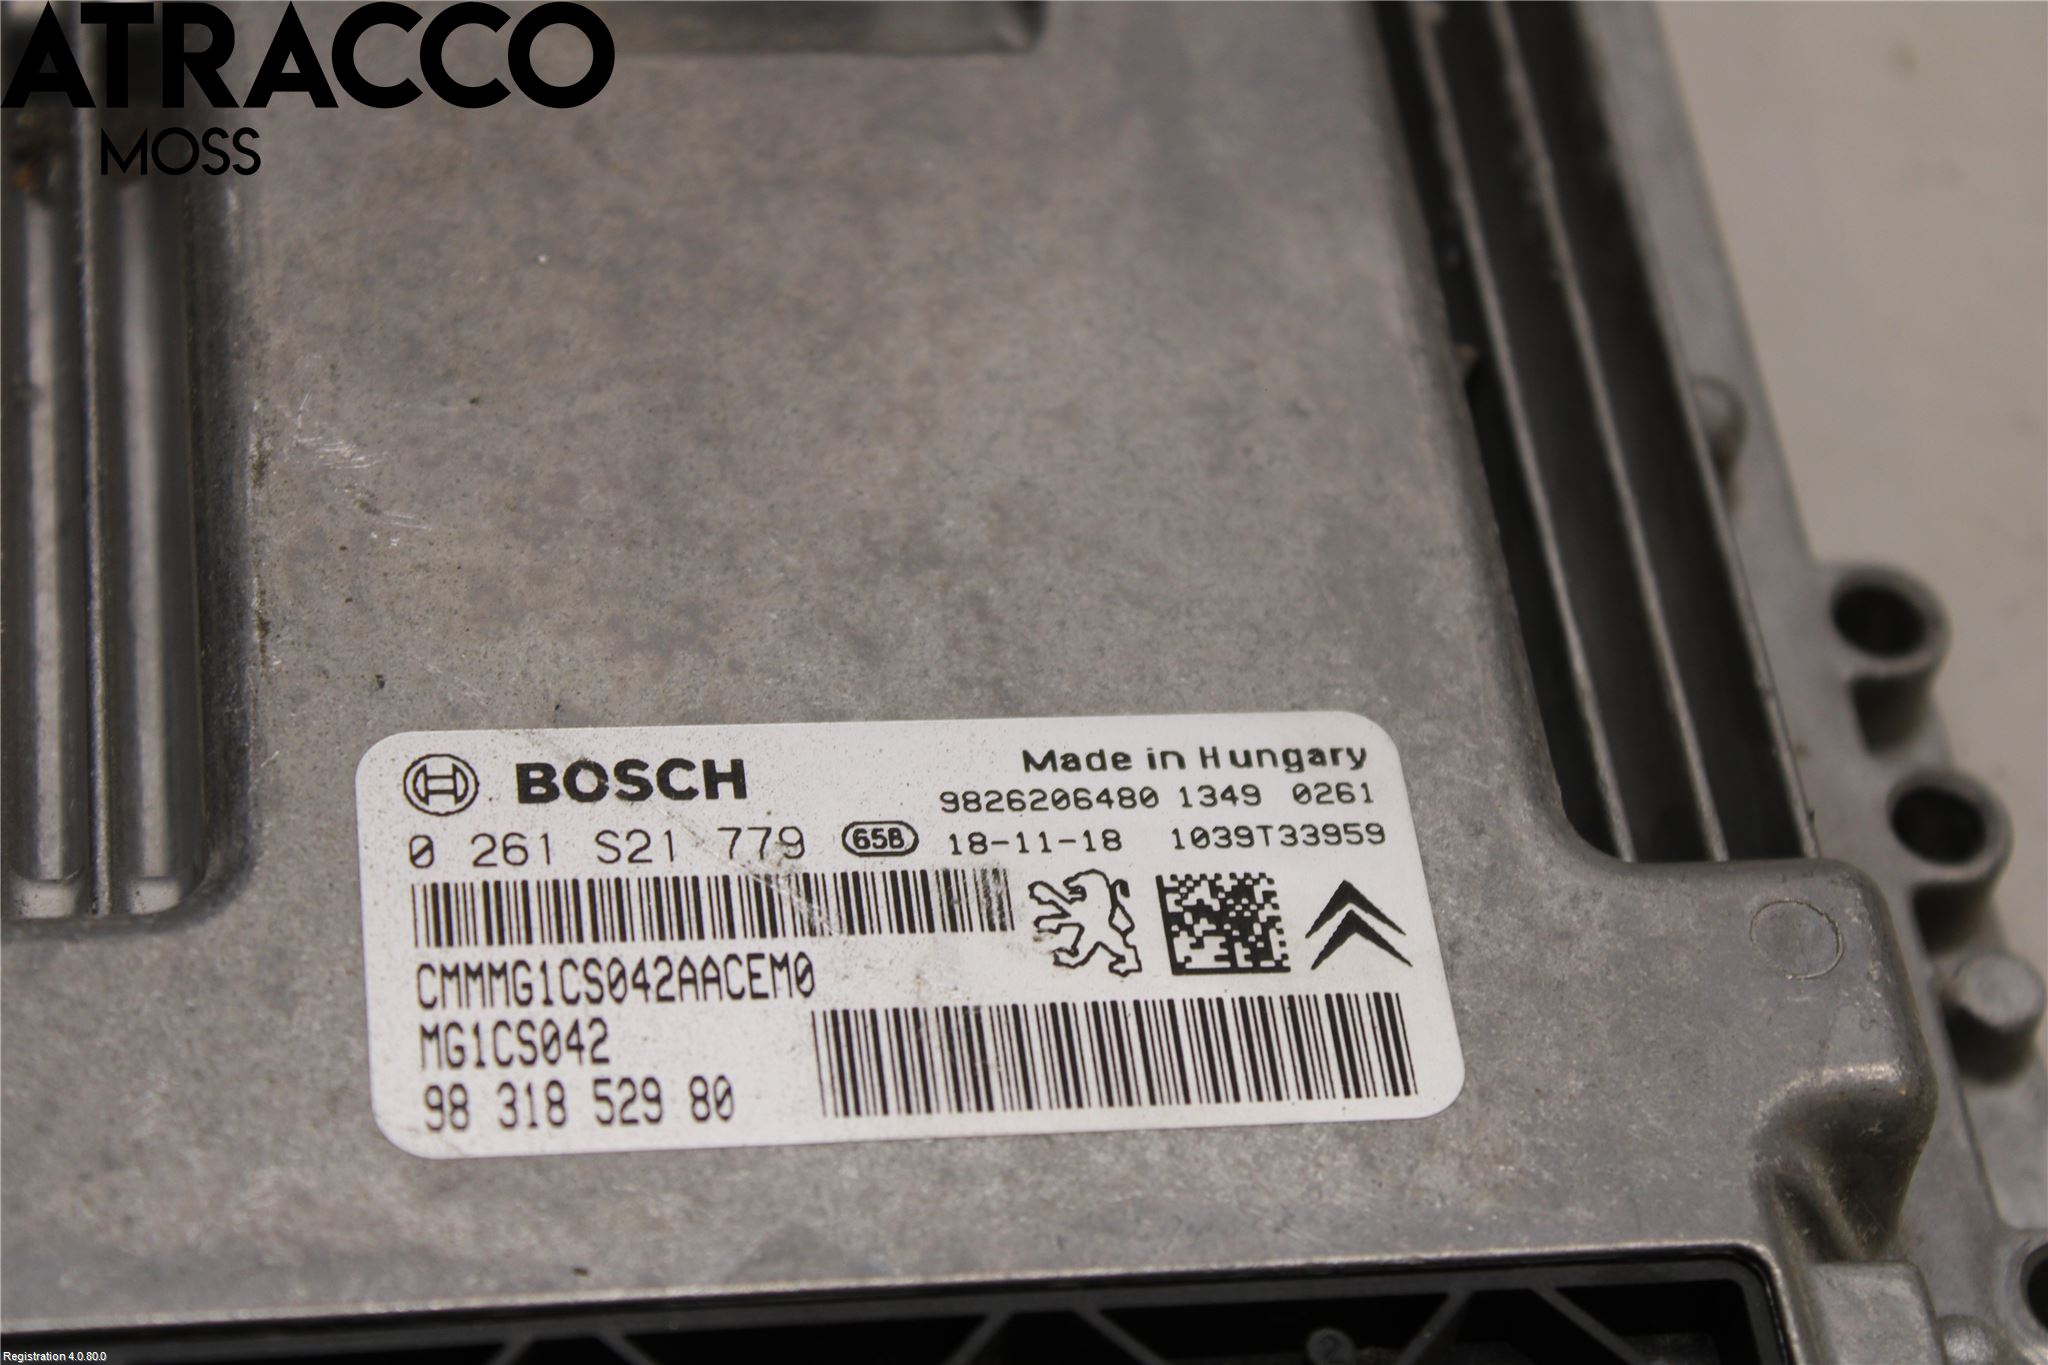 ATRACCO
MOSS
BOSCH
Made in Hungary
9826206480 1349 0261
0 261 S21 779 65B 18-11-18 1039T33959
CMMMG1CS042AACEM0
MG1CS042
98 318 529 80
Registration 4.0.80.0